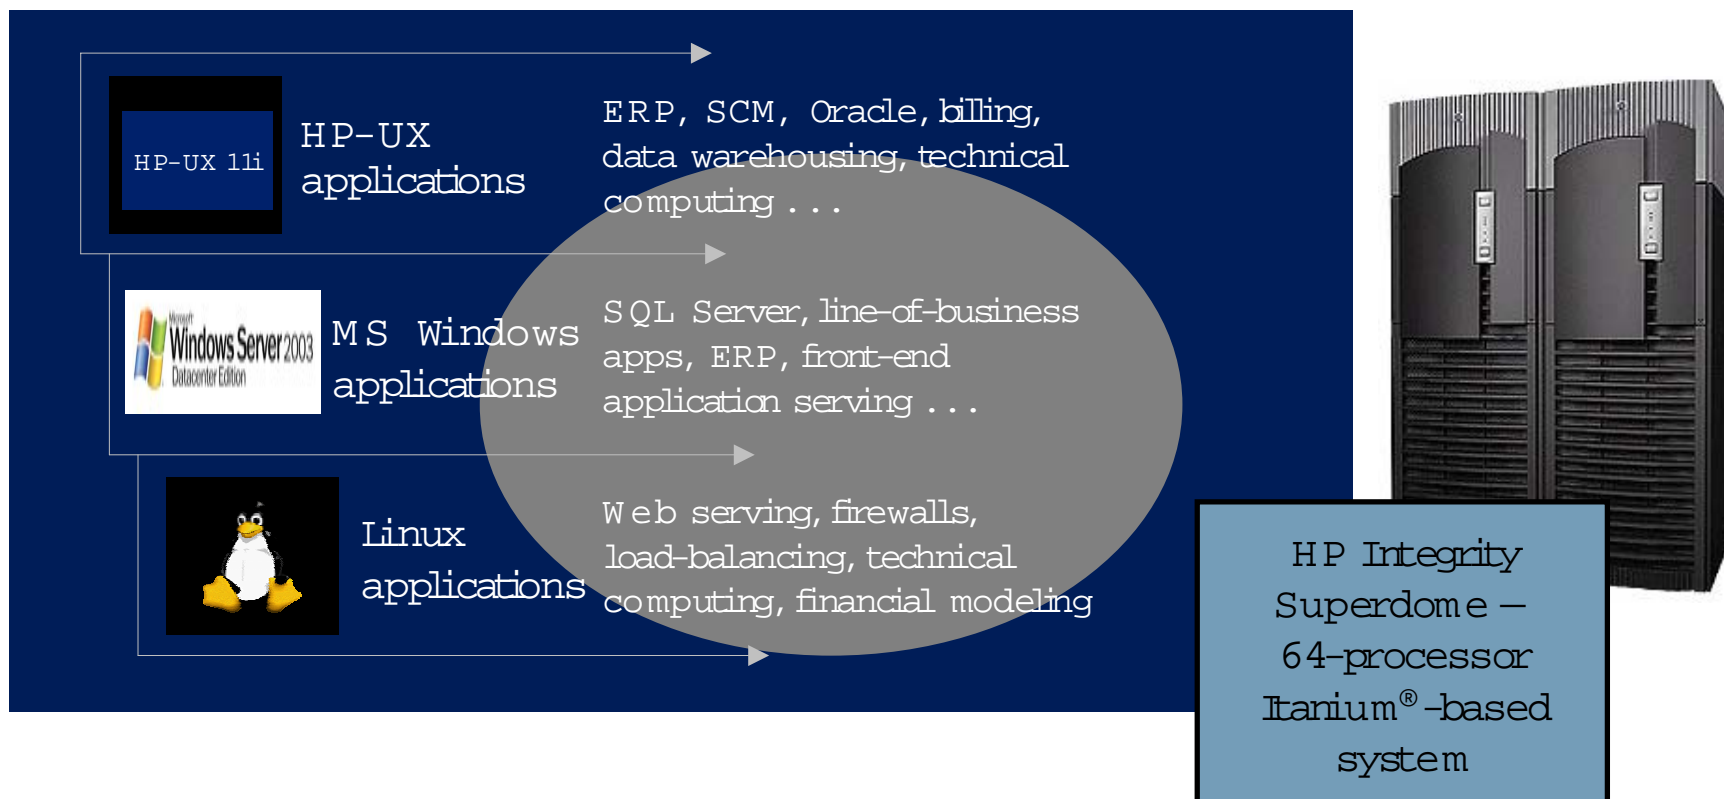 HP-UX 11i
HP-UX
applications
ERP, SCM, Oracle, billing,
data warehousing, technical
computing ...
Microsoft
Windows Server 2003
Datacenter Edition
MS Windows
applications
SQL Server, line-of-business
apps, ERP, front-end
application serving ...
Linux
applications
Web serving, firewalls,
load-balancing, technical
computing, financial modeling
HP Integrity
Superdome —
64-processor
Itanium®-based
system